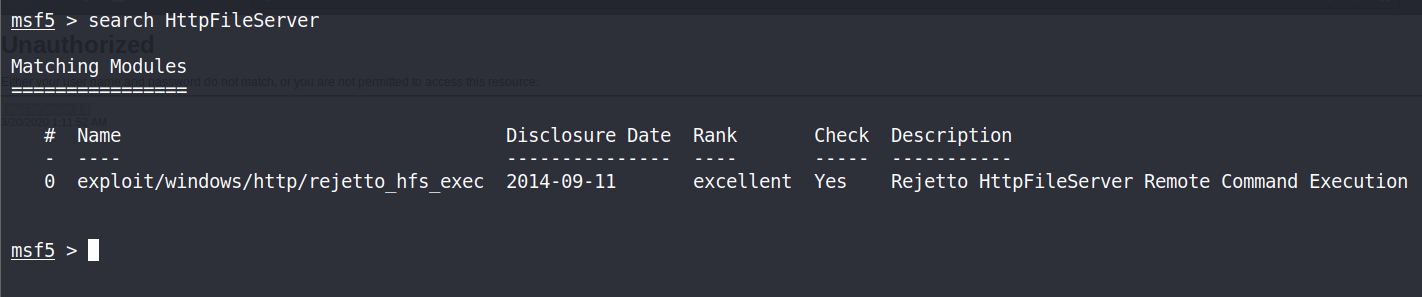 msf5 > search HttpFileServer
Unauthorized
Matching Modules
================
# Name Disclosure Date Rank Check Description
- ---- --------------- ---- ----- -----------
0 exploit/windows/http/rejetto_hfs_exec 2014-09-11 excellent Yes Rejetto HttpFileServer Remote Command Execution
msf5 >